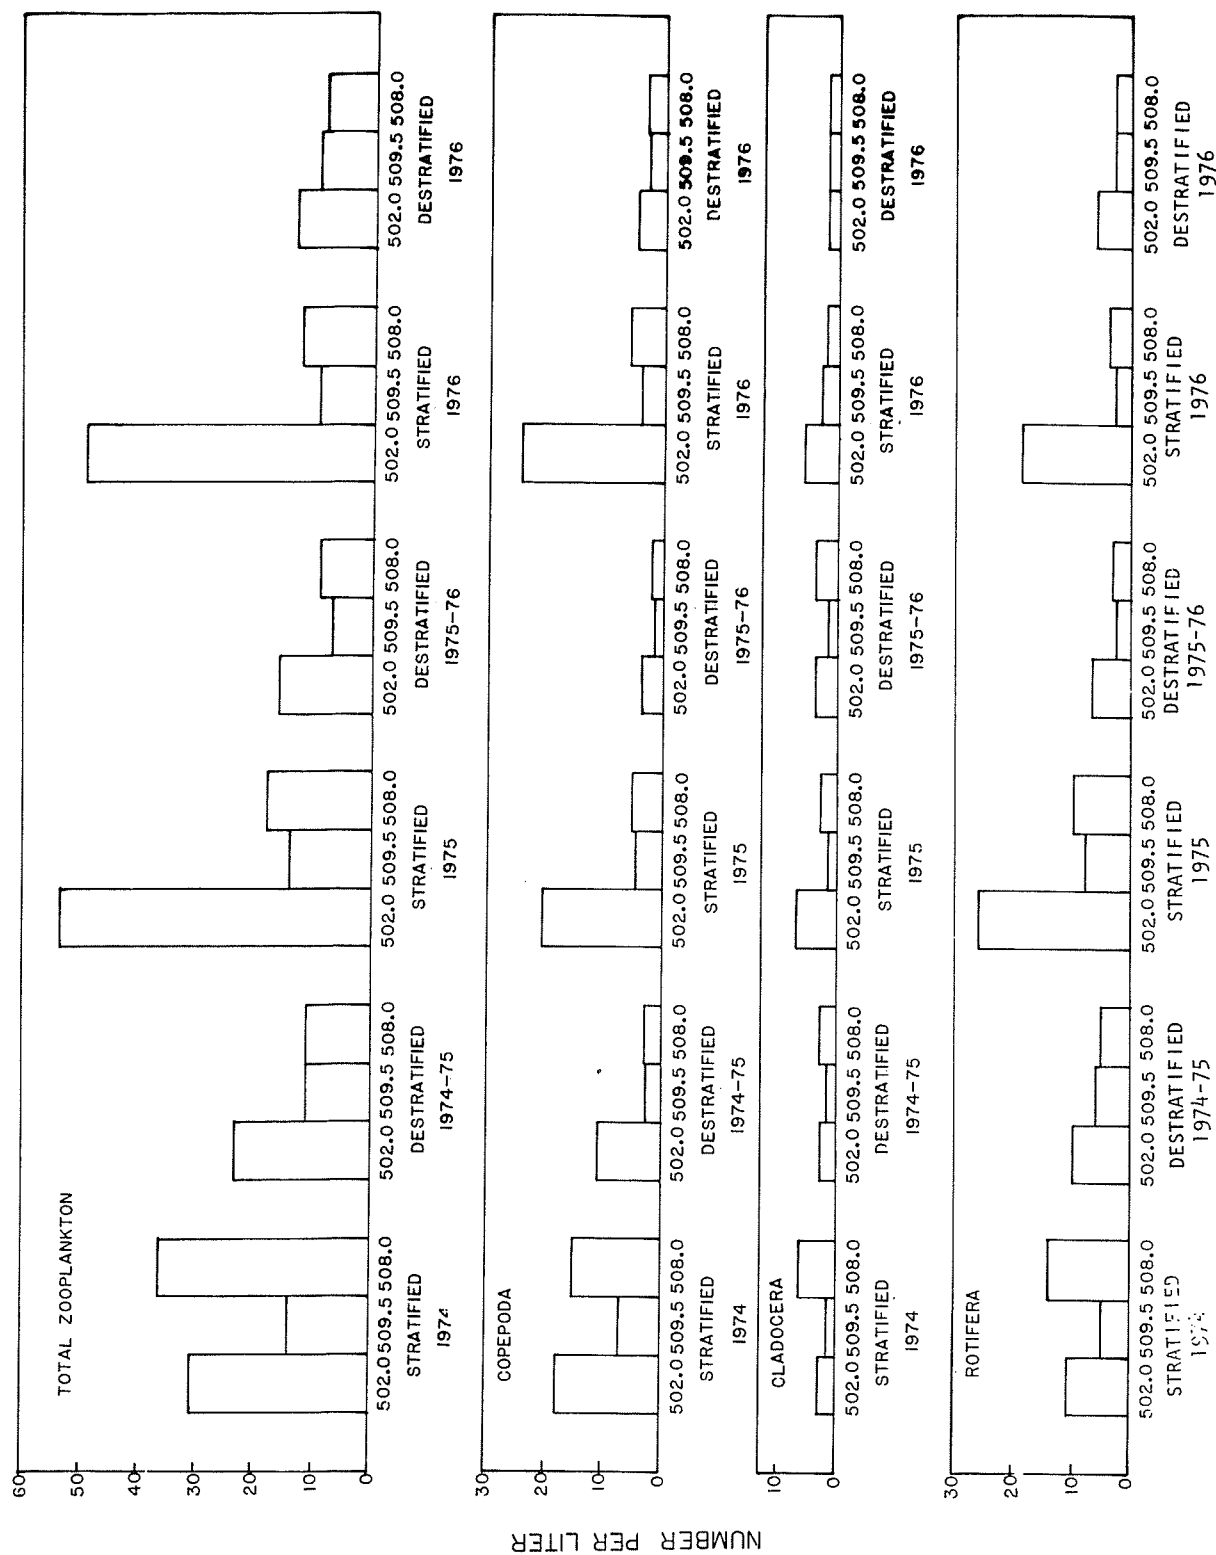 NUMBER PER LITER
TOTAL ZOOPLANKTON
60
50
40
30
20
10
0
502.0 509.5 508.0 502.0 509.5 508.0 502.0 509.5 508.0 502.0 509.5 508.0 502.0 509.5 508.0 502.0 509.5 508.0
STRATIFIED DESTRATIFIED STRATIFIED DESTRATIFIED STRATIFIED DESTRATIFIED
1974 1974-75 1975 1975-76 1976 1976
COPEPODA
30
20
10
0
502.0 509.5 508.0 502.0 509.5 508.0 502.0 509.5 508.0 502.0 509.5 508.0 502.0 509.5 508.0 502.0 509.5 508.0
STRATIFIED DESTRATIFIED STRATIFIED DESTRATIFIED STRATIFIED DESTRATIFIED
1974 1974-75 1975 1975-76 1976 1976
CLADOCERA
10
0
502.0 509.5 508.0 502.0 509.5 508.0 502.0 509.5 508.0 502.0 509.5 508.0 502.0 509.5 508.0 502.0 509.5 508.0
STRATIFIED DESTRATIFIED STRATIFIED DESTRATIFIED STRATIFIED DESTRATIFIED
1974 1974-75 1975 1975-76 1976 1976
ROTIFERA
30
20
10
0
502.0 509.5 508.0 502.0 509.5 508.0 502.0 509.5 508.0 502.0 509.5 508.0 502.0 509.5 508.0 502.0 509.5 508.0
STRATIFIED DESTRATIFIED STRATIFIED DESTRATIFIED STRATIFIED DESTRATIFIED
1974 1974-75 1975 1975-76 1976 1976